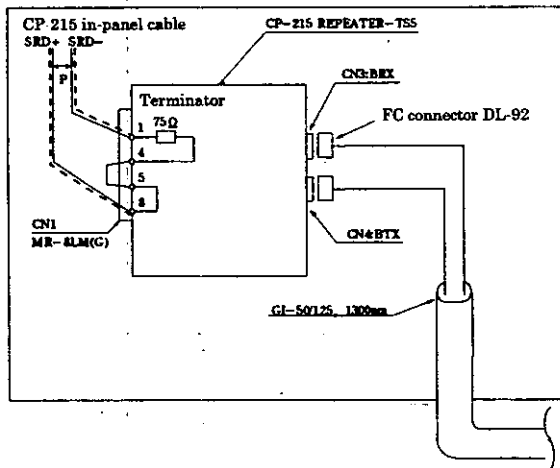 CP-215 in-panel cable
SRD+ SRD-
P
CP-215 REPEATER-TS5
CN3:BRX
FC connector DL-92
Terminator
75Ω
1
4
5
8
CN1
MR-8LM(G)
CN4:BTX
GI-50/125, 1300nm